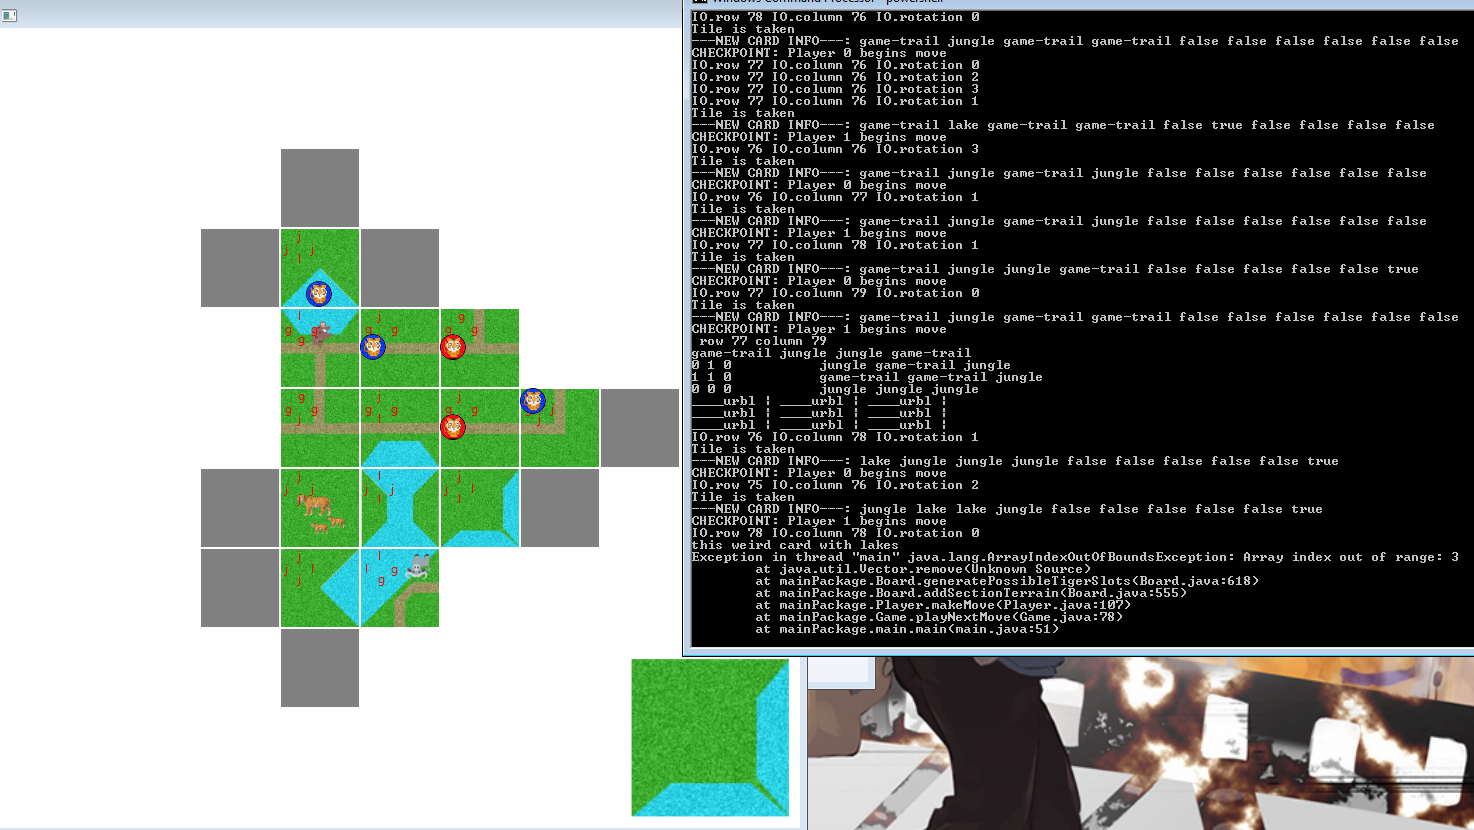 IO.row 78 IO.column 76 IO.rotation 0
Tile is taken
---NEW CARD INFO---: game-trail jungle game-trail game-trail false false false false false false
CHECKPOINT: Player 0 begins move
IO.row 77 IO.column 76 IO.rotation 0
IO.row 77 IO.column 76 IO.rotation 2
IO.row 77 IO.column 76 IO.rotation 3
IO.row 77 IO.column 76 IO.rotation 1
Tile is taken
---NEW CARD INFO---: game-trail lake game-trail game-trail false true false false false false
CHECKPOINT: Player 1 begins move
IO.row 76 IO.column 76 IO.rotation 3
Tile is taken
---NEW CARD INFO---: game-trail jungle game-trail jungle false false false false false false
CHECKPOINT: Player 0 begins move
IO.row 76 IO.column 77 IO.rotation 1
Tile is taken
---NEW CARD INFO---: game-trail jungle game-trail jungle false false false false false false
CHECKPOINT: Player 1 begins move
IO.row 77 IO.column 78 IO.rotation 1
Tile is taken
---NEW CARD INFO---: game-trail jungle jungle game-trail false false false false false true
CHECKPOINT: Player 0 begins move
IO.row 77 IO.column 79 IO.rotation 0
Tile is taken
---NEW CARD INFO---: game-trail jungle game-trail game-trail false false false false false false
CHECKPOINT: Player 1 begins move
row 77 column 79
game-trail jungle jungle game-trail
0 1 0 jungle game-trail jungle
1 1 0 game-trail game-trail jungle
0 0 0 jungle jungle jungle
____urbl ¦ ____urbl ¦ ____urbl ¦
____urbl ¦ ____urbl ¦ ____urbl ¦
____urbl ¦ ____urbl ¦ ____urbl ¦
IO.row 76 IO.column 78 IO.rotation 1
Tile is taken
---NEW CARD INFO---: lake jungle jungle jungle false false false false false true
CHECKPOINT: Player 0 begins move
IO.row 75 IO.column 76 IO.rotation 2
Tile is taken
---NEW CARD INFO---: jungle lake lake jungle false false false false false true
CHECKPOINT: Player 1 begins move
IO.row 78 IO.column 78 IO.rotation 0
this weird card with lakes
Exception in thread "main" java.lang.ArrayIndexOutOfBoundsException: Array index out of range: 3
at java.util.Vector.remove(Unknown Source)
at mainPackage.Board.generatePossibleTigerSlots(Board.java:618)
at mainPackage.Board.addSectionTerrain(Board.java:555)
at mainPackage.Player.makeMove(Player.java:107)
at mainPackage.Game.playNextMove(Game.java:78)
at mainPackage.main.main(main.java:51)